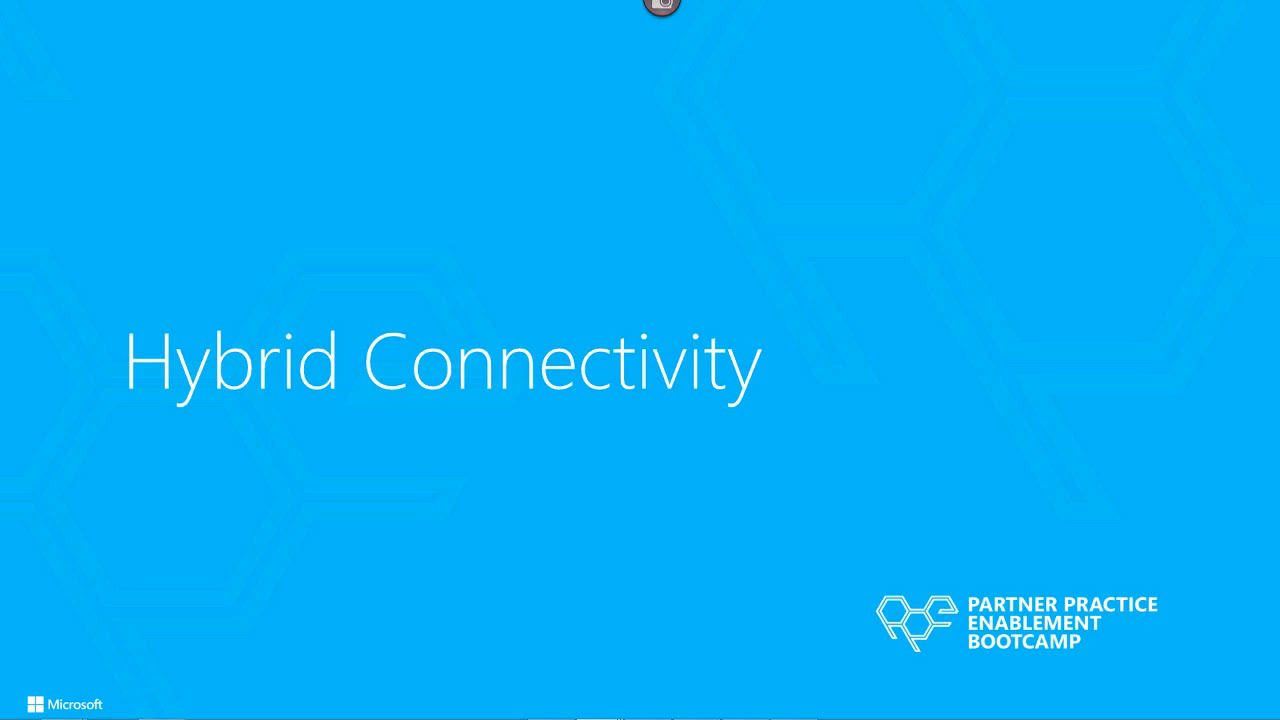 Hybrid Connectivity
PARTNER PRACTICE
ENABLEMENT
BOOTCAMP
Microsoft